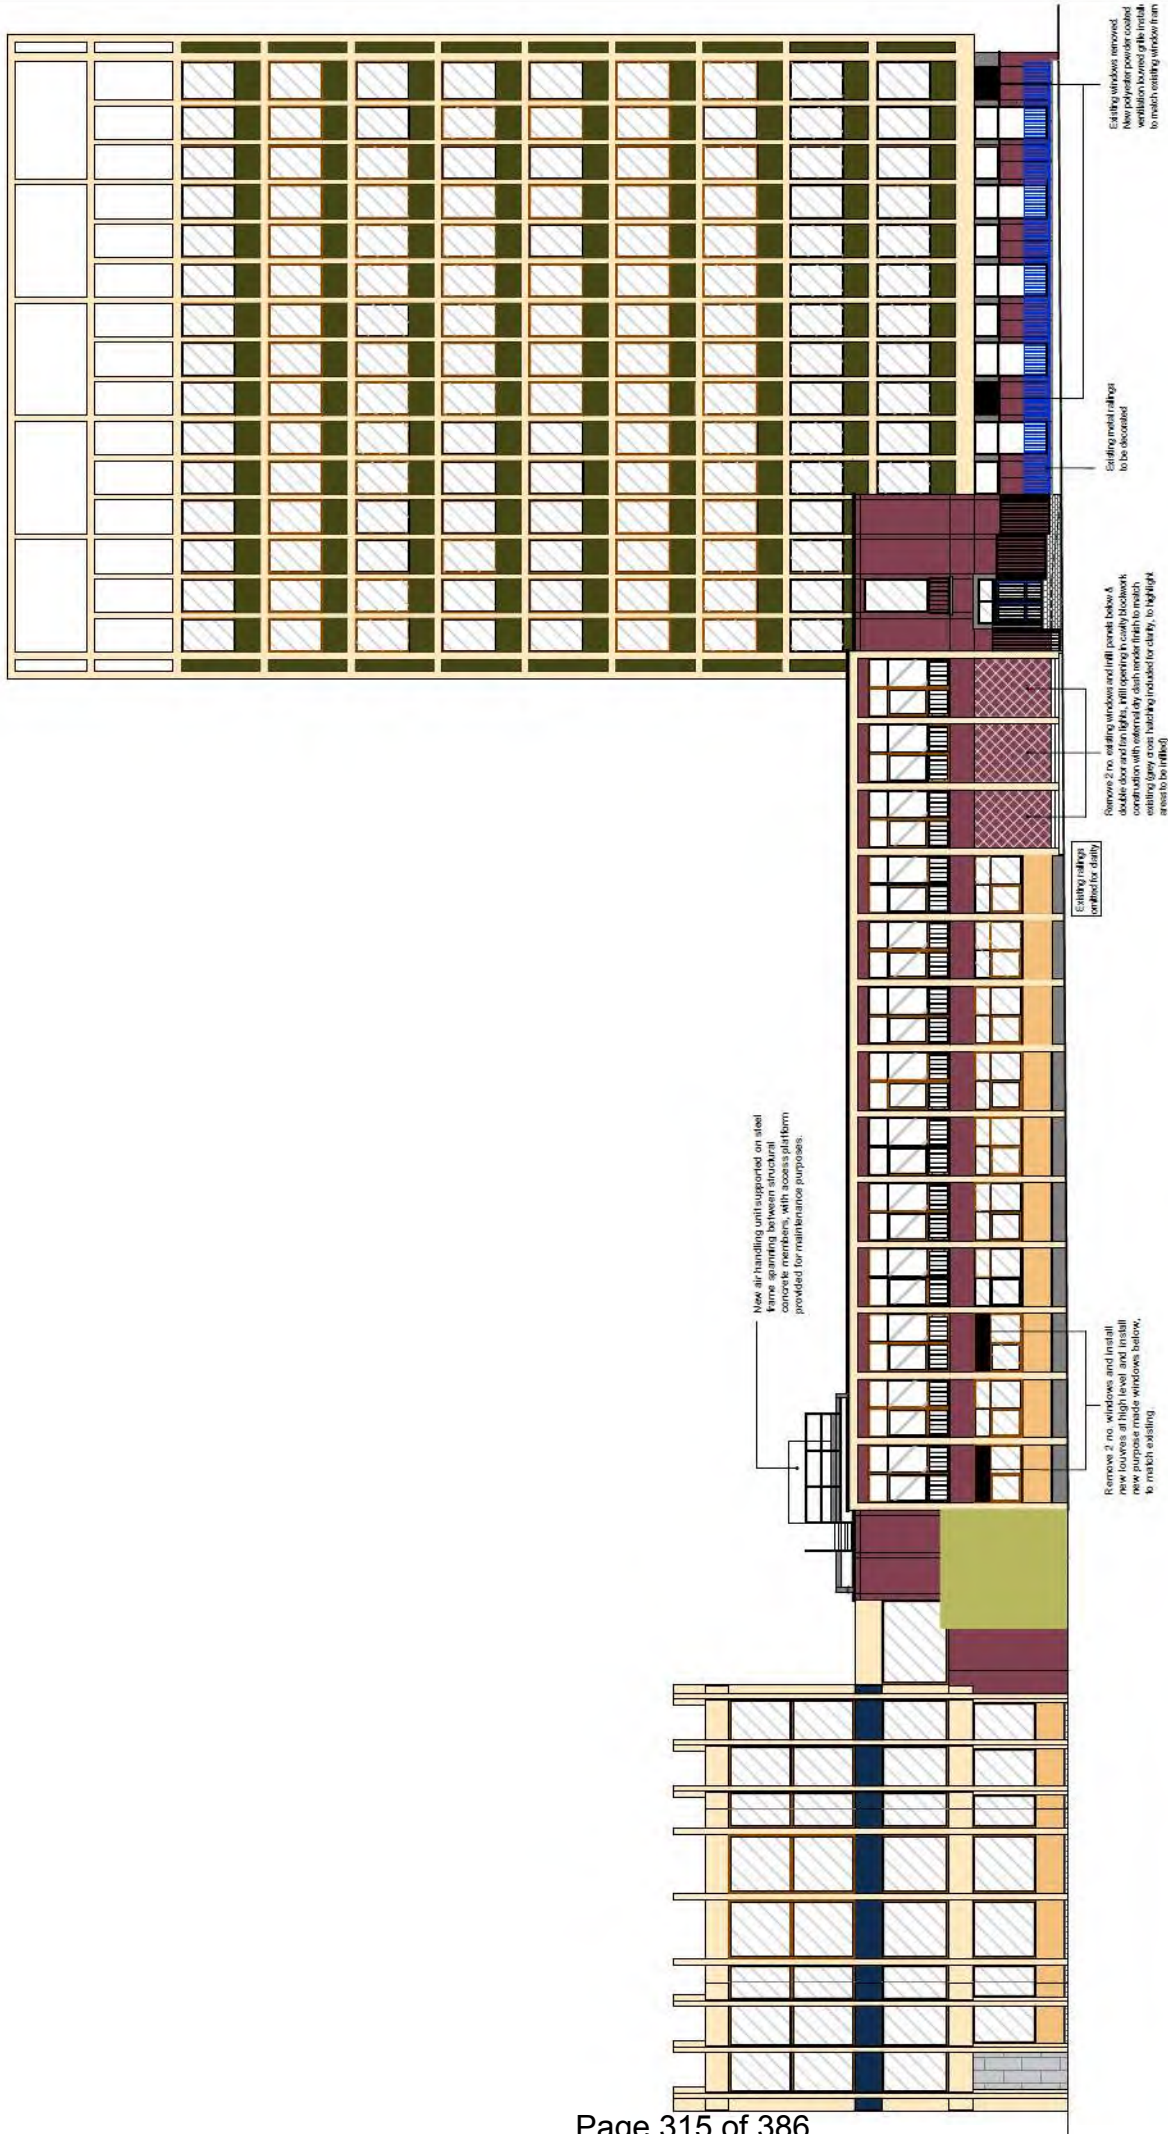 New air handling unit supported on steel
frame spanning between structural
concrete members, with access platform
provided for maintenance purposes.
Remove 2 no. windows and install
new louvres at high level and install
new purpose made windows below,
to match existing.
Existing railings
omitted for clarity
Remove 2 no. existing windows and infill panels below &
double door and fan lights, infill opening in cavity blockwork
construction with external dry dash render finish to match
existing (grey cross hatching included for clarity, to highlight
areas to be infilled)
Existing metal railings
to be decorated
Existing windows removed.
New polyester powder coated
ventilation louvred grille install
to match existing window fram
Page 315 of 386